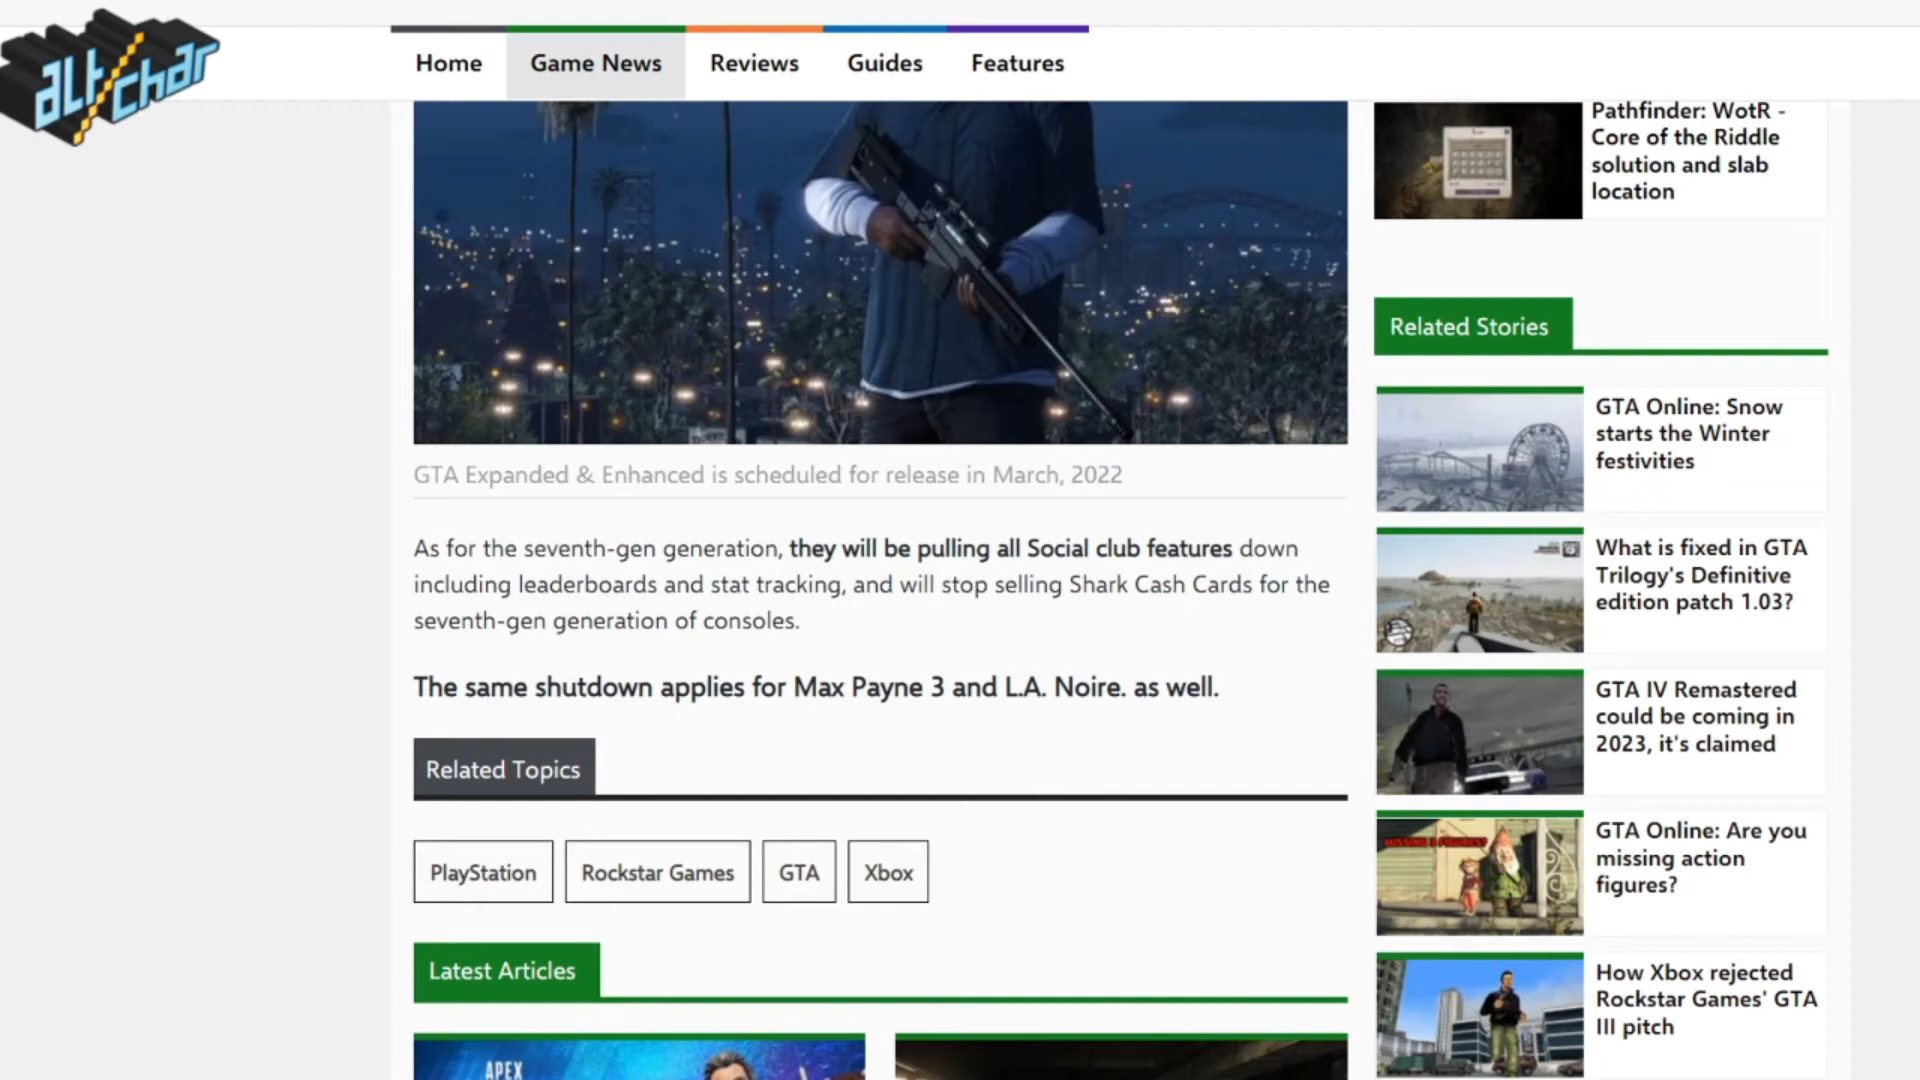 alt char
Home Game News Reviews Guides Features
Pathfinder: WotR -
Core of the Riddle
solution and slab
location
Related Stories
GTA Online: Snow
starts the Winter
festivities
GTA Expanded & Enhanced is scheduled for release in March, 2022
As for the seventh-gen generation, they will be pulling all Social club features down
including leaderboards and stat tracking, and will stop selling Shark Cash Cards for the
seventh-gen generation of consoles.
What is fixed in GTA
Trilogy's Definitive
edition patch 1.03?
The same shutdown applies for Max Payne 3 and L.A. Noire. as well.
GTA IV Remastered
could be coming in
2023, it's claimed
Related Topics
PlayStation Rockstar Games GTA Xbox
GTA Online: Are you
missing action
figures?
Latest Articles
How Xbox rejected
Rockstar Games' GTA
III pitch
APEX